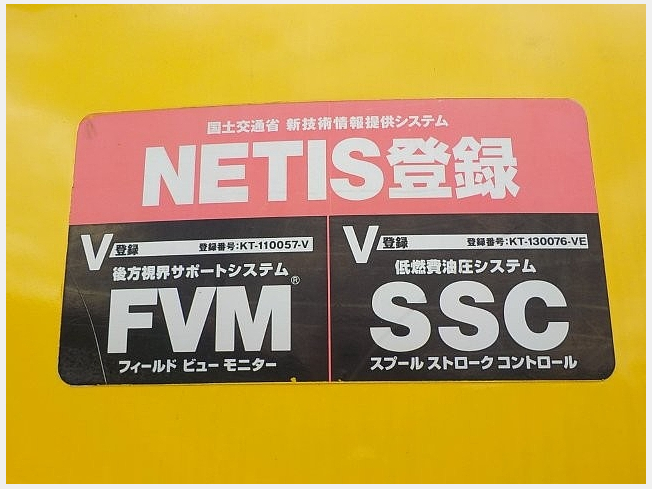 国土交通省 新技術情報提供システム
NETIS登録
V登録 登録番号:KT-110057-V
後方視界サポートシステム
FVM®
フィールド ビュー モニター
V登録 登録番号:KT-130076-VE
低燃費油圧システム
SSC
スプール ストローク コントロール